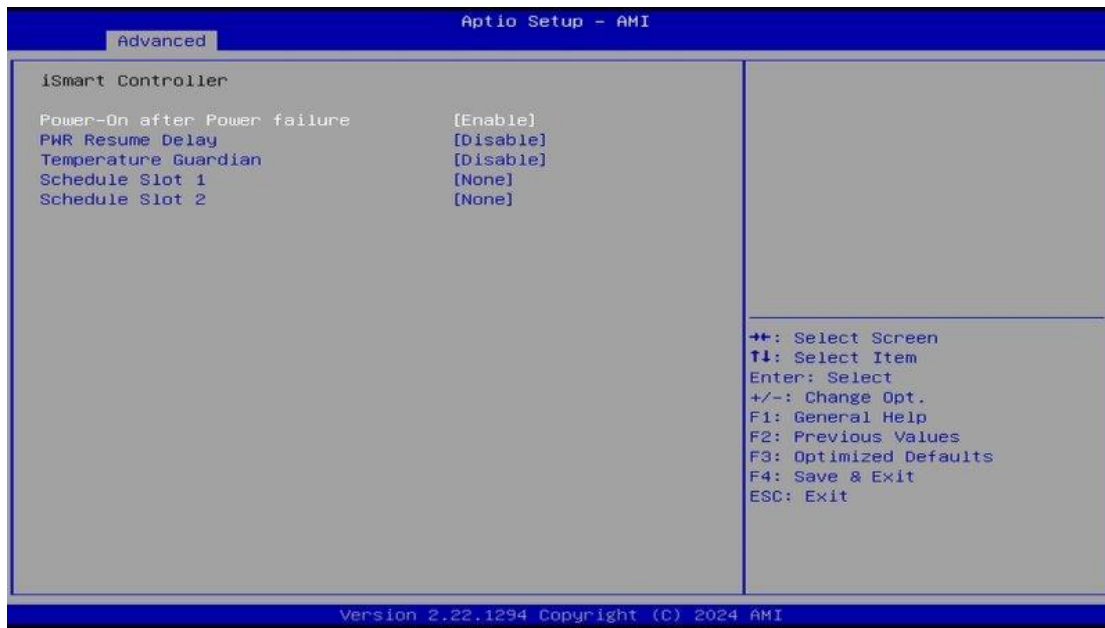 Aptio Setup - AMI
Advanced
iSmart Controller
Power-On after Power failure [Enable]
PWR Resume Delay [Disable]
Temperature Guardian [Disable]
Schedule Slot 1 [None]
Schedule Slot 2 [None]
→←: Select Screen
↑↓: Select Item
Enter: Select
+/-: Change Opt.
F1: General Help
F2: Previous Values
F3: Optimized Defaults
F4: Save & Exit
ESC: Exit
Version 2.22.1294 Copyright (C) 2024 AMI